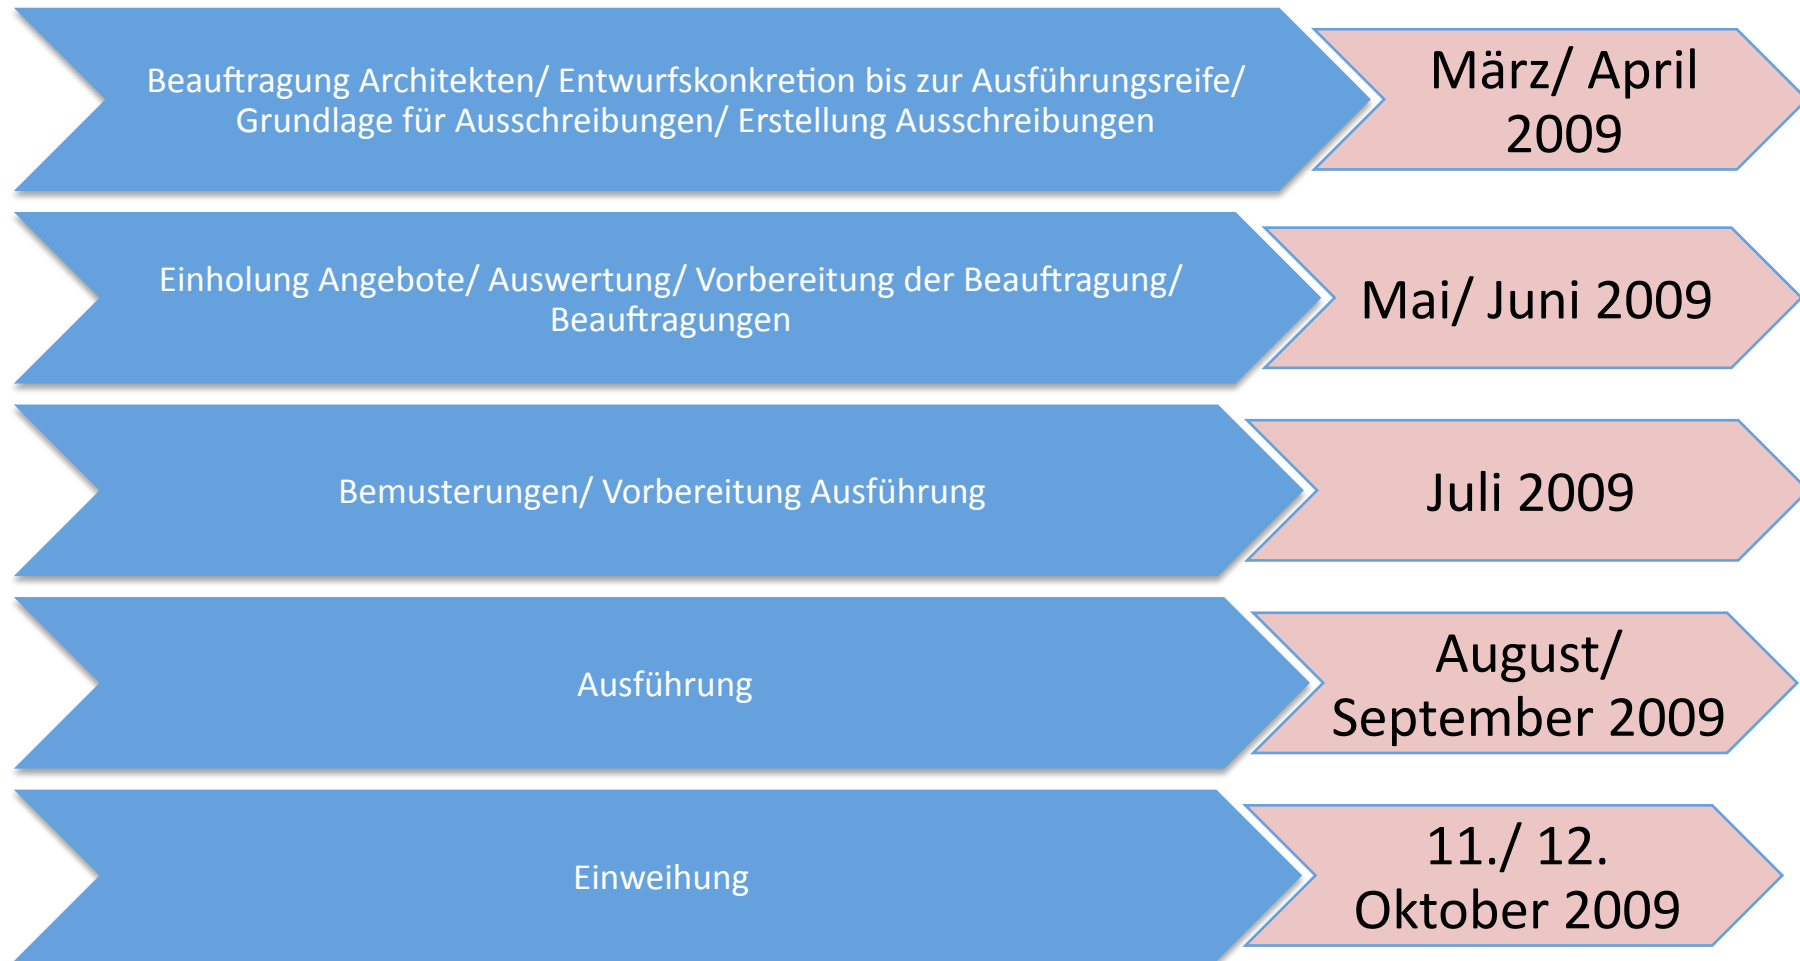 Beauftragung Architekten/ Entwurfskonkretion bis zur Ausführungsreife/
Grundlage für Ausschreibungen/ Erstellung Ausschreibungen
März/ April
2009
Einholung Angebote/ Auswertung/ Vorbereitung der Beauftragung/
Beauftragungen
Mai/ Juni 2009
Bemusterungen/ Vorbereitung Ausführung
Juli 2009
Ausführung
August/
September 2009
Einweihung
11./ 12.
Oktober 2009